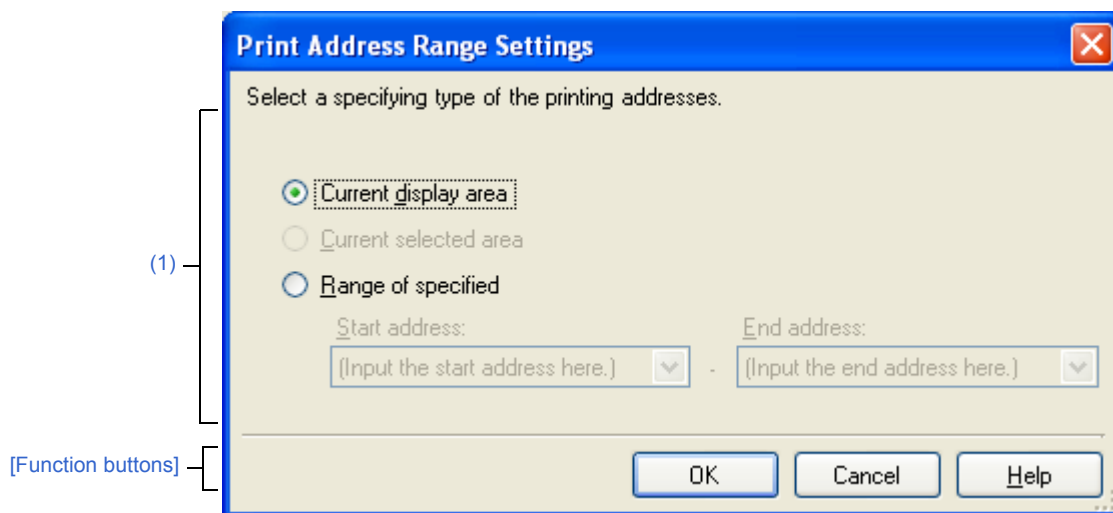 Print Address Range Settings
Select a specifying type of the printing addresses.
Current display area
Current selected area
(1)
Range of specified
Start address: End address:
(Input the start address here.) - (Input the end address here.)
[Function buttons]
OK Cancel Help